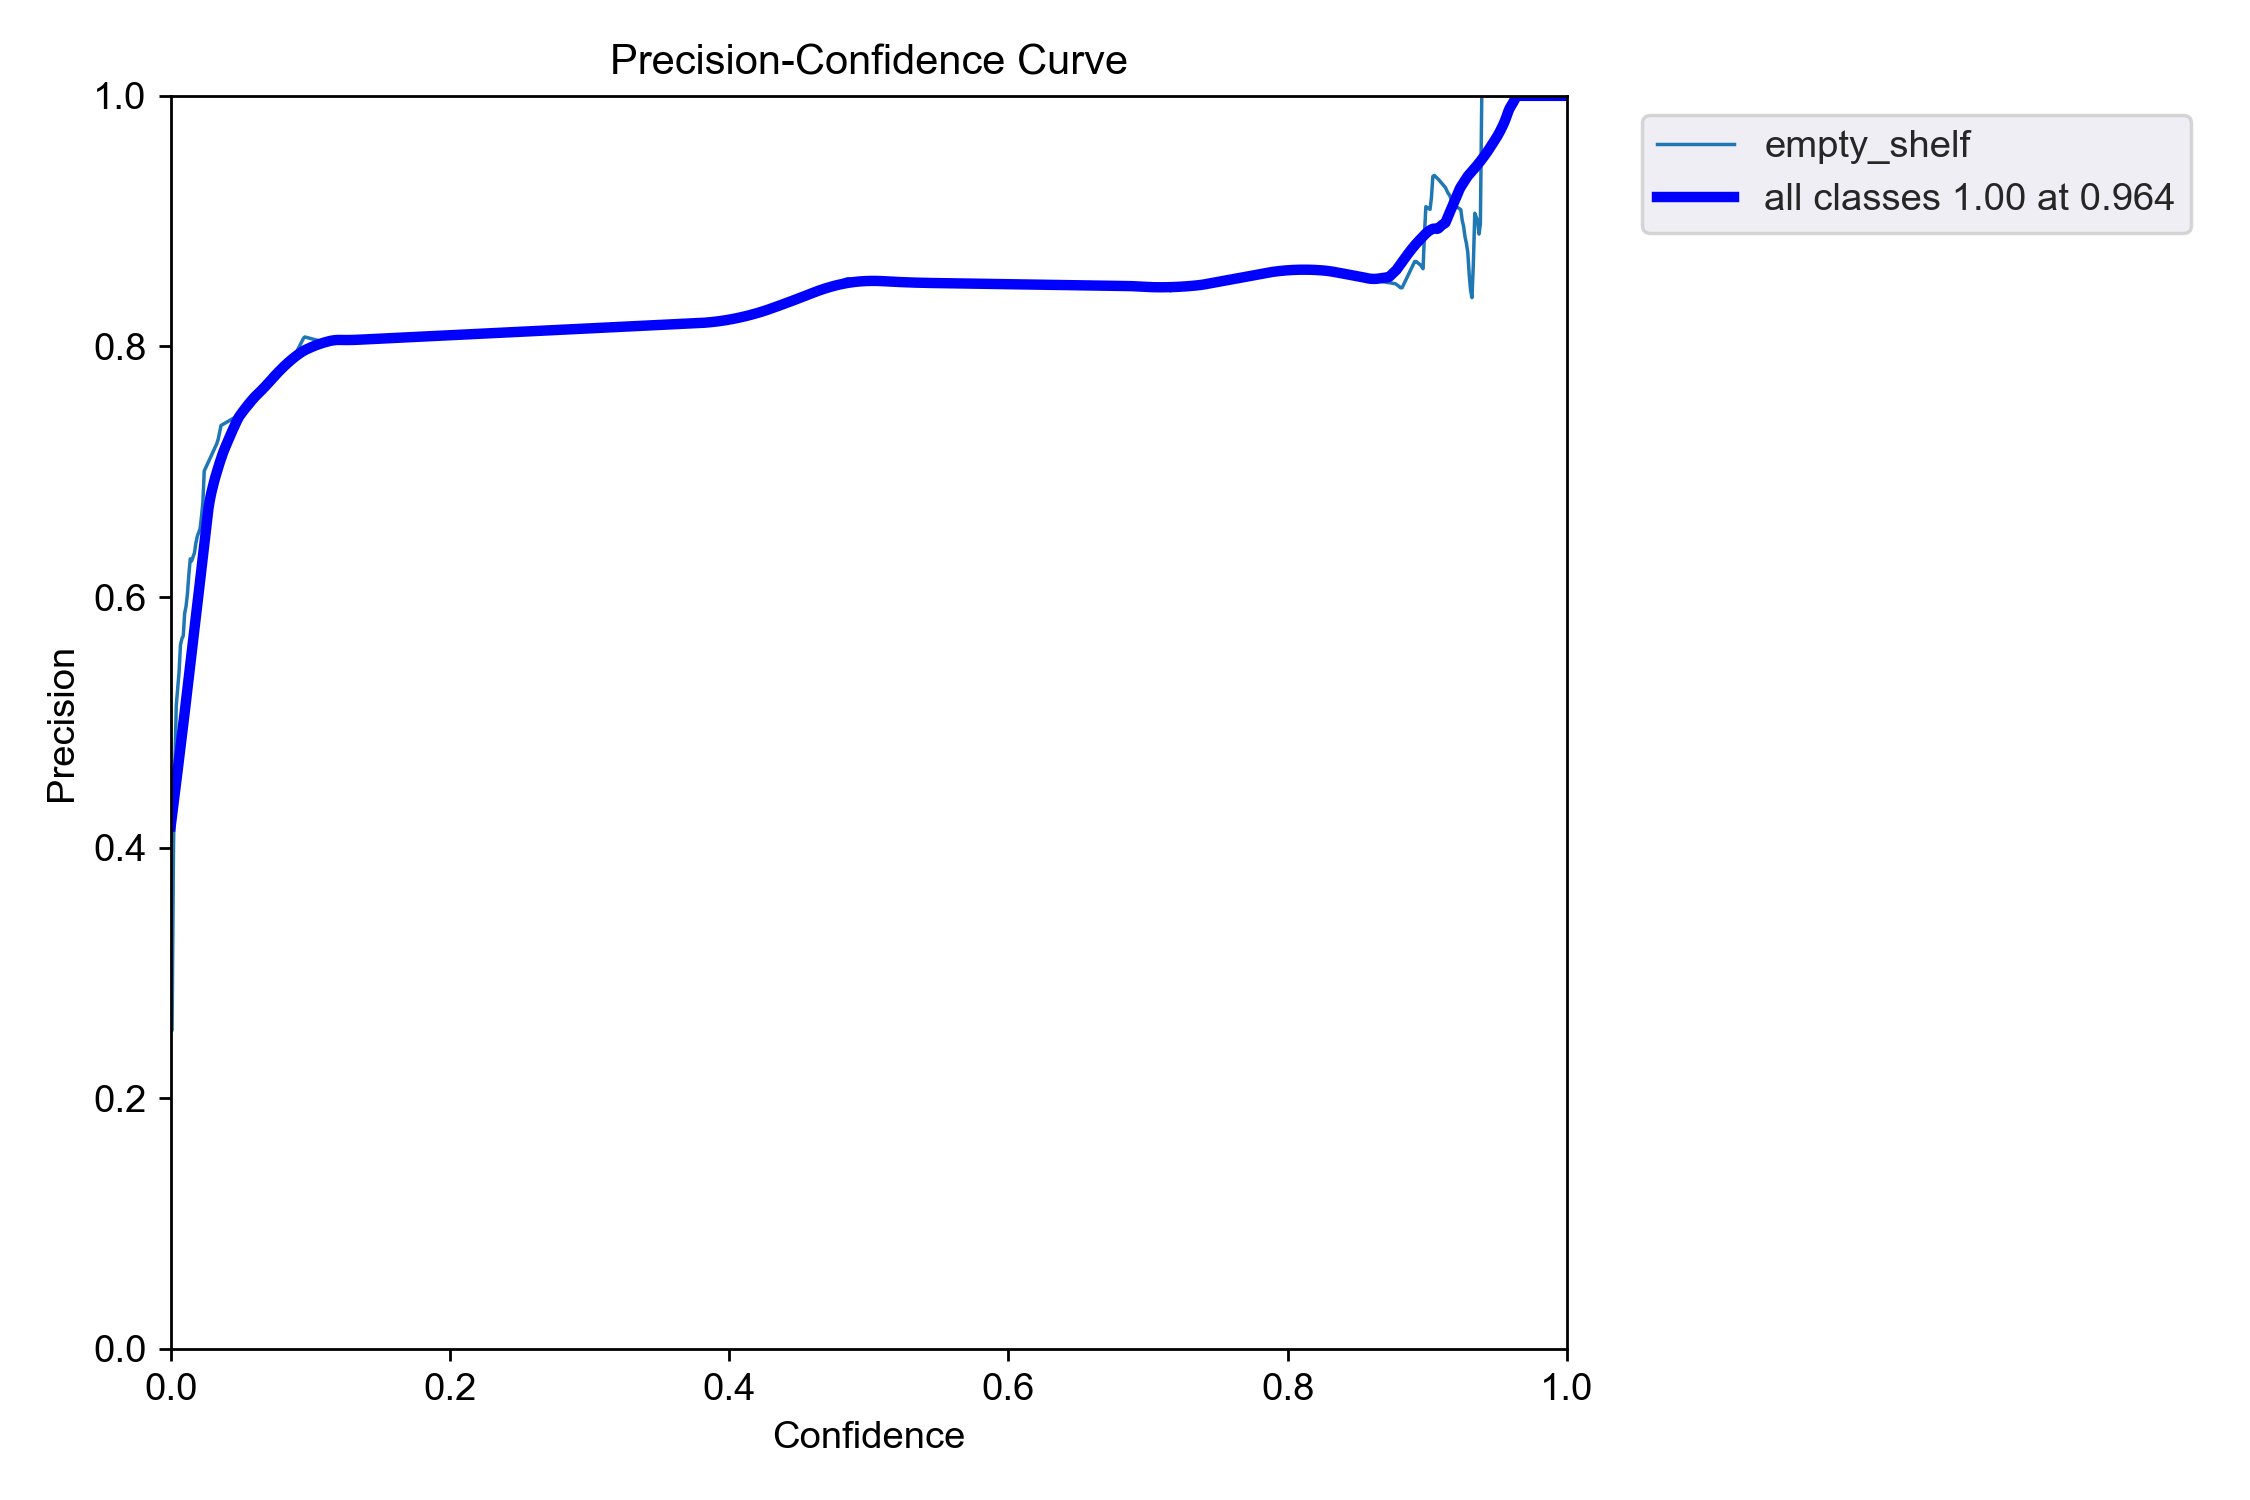 Precision-Confidence Curve
1.0
0.8
0.6
0.4
0.2
0.0
Precision
0.0 0.2 0.4 0.6 0.8 1.0
Confidence
empty_shelf
all classes 1.00 at 0.964